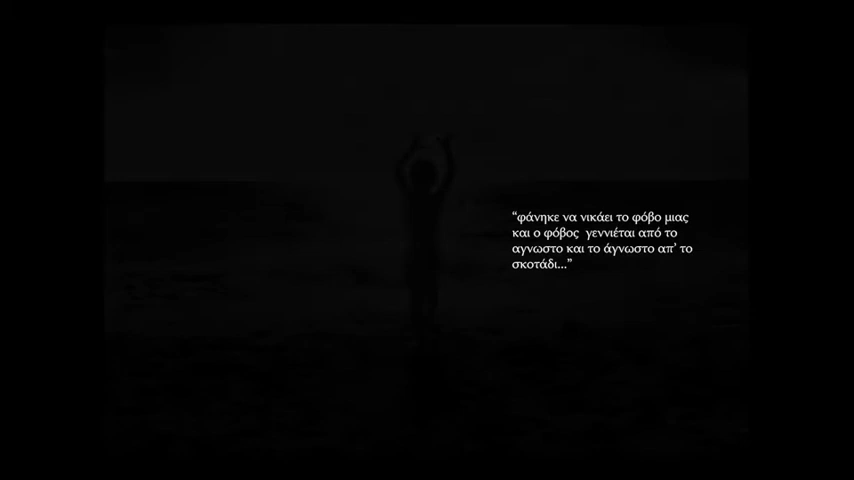 “φάνηκε να νικάει το φόβο μιας
και ο φόβος γεννιέται από το
αγνωστο και το άγνωστο απ’ το
σκοτάδι...”